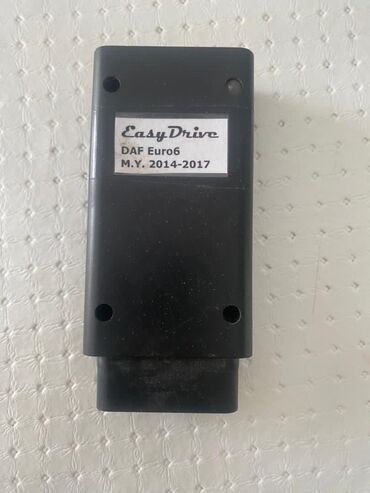 EasyDrive
DAF Euro6
M.Y. 2014-2017